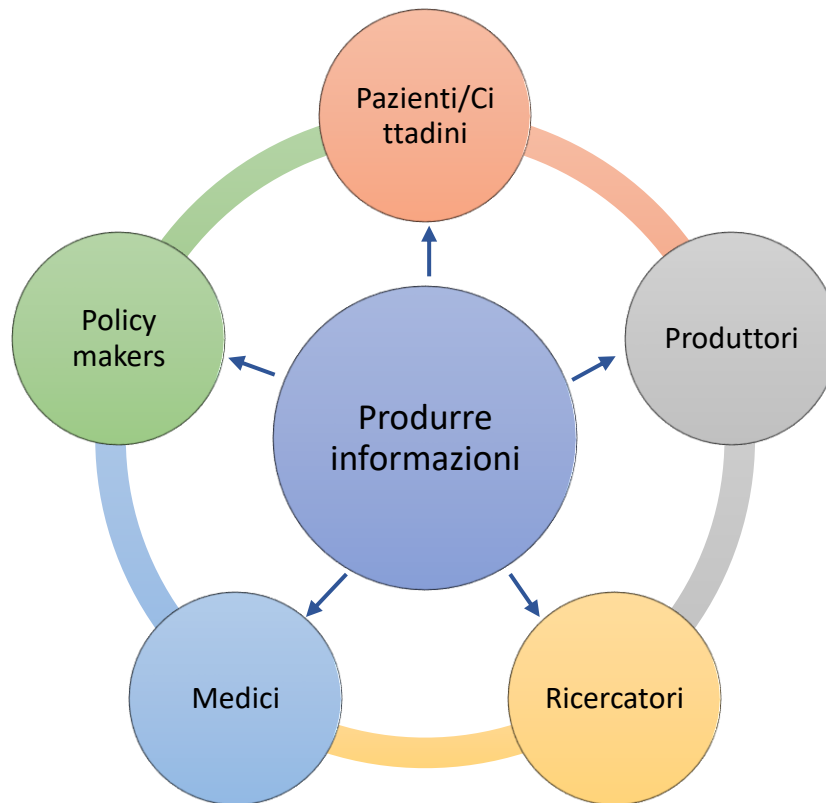 Pazienti/Ci
ttadini
Policy
makers
Produttori
Produrre
informazioni
Medici
Ricercatori